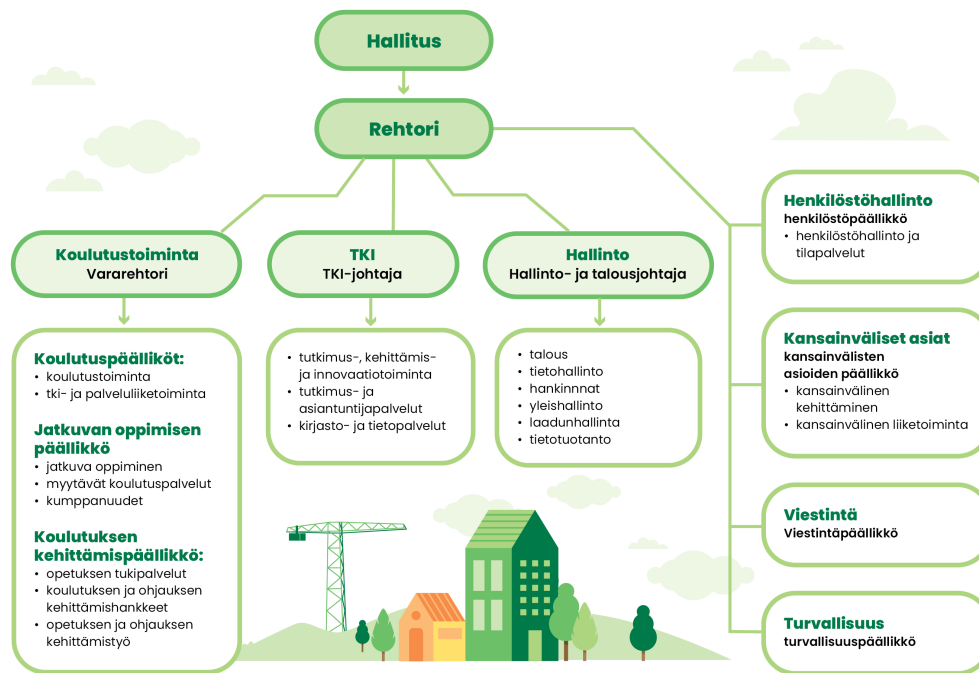 Hallitus
Rehtori
Koulutustoiminta
Vararehtori
Koulutuspäälliköt:
• koulutustoiminta
• tki- ja palveluliiketoiminta
Jatkuvan oppimisen
päällikkö
• jatkuva oppiminen
• myytävät koulutuspalvelut
• kumppanuudet
Koulutuksen
kehittämispäällikkö:
• opetuksen tukipalvelut
• koulutuksen ja ohjauksen
kehittämishankkeet
• opetuksen ja ohjauksen
kehittämistyö
TKI
TKI-johtaja
• tutkimus-, kehittämis-
ja innovaatiotoiminta
• tutkimus- ja
asiantuntijapalvelut
• kirjasto- ja tietopalvelut
Hallinto
Hallinto- ja talousjohtaja
• talous
• tietohallinto
• hankinnnat
• yleishallinto
• laadunhallinta
• tietotuotanto
Henkilöstöhallinto
henkilöstöpäällikkö
• henkilöstöhallinto ja
tilapalvelut
Kansainväliset asiat
kansainvälisten
asioiden päällikkö
• kansainvälinen
kehittäminen
• kansainvälinen liiketoiminta
Viestintä
Viestintäpäällikkö
Turvallisuus
turvallisuuspäällikkö